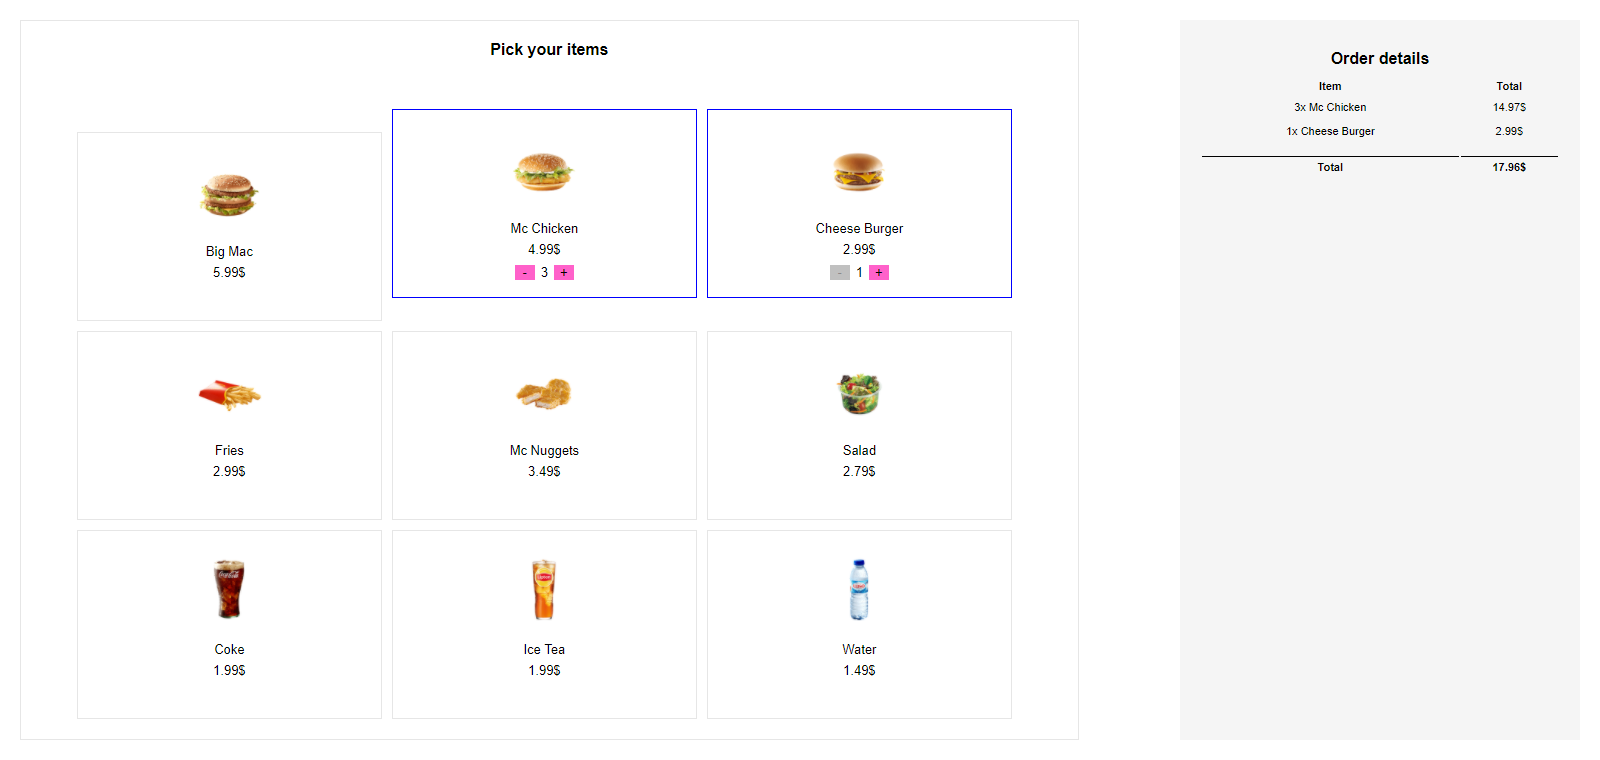 Pick your items
Big Mac
5.99$
Mc Chicken
4.99$
- 3 +
Cheese Burger
2.99$
- 1 +
Fries
2.99$
Mc Nuggets
3.49$
Salad
2.79$
Coke
1.99$
Ice Tea
1.99$
Water
1.49$
Order details
Item Total
3x Mc Chicken 14.97$
1x Cheese Burger 2.99$
Total 17.96$